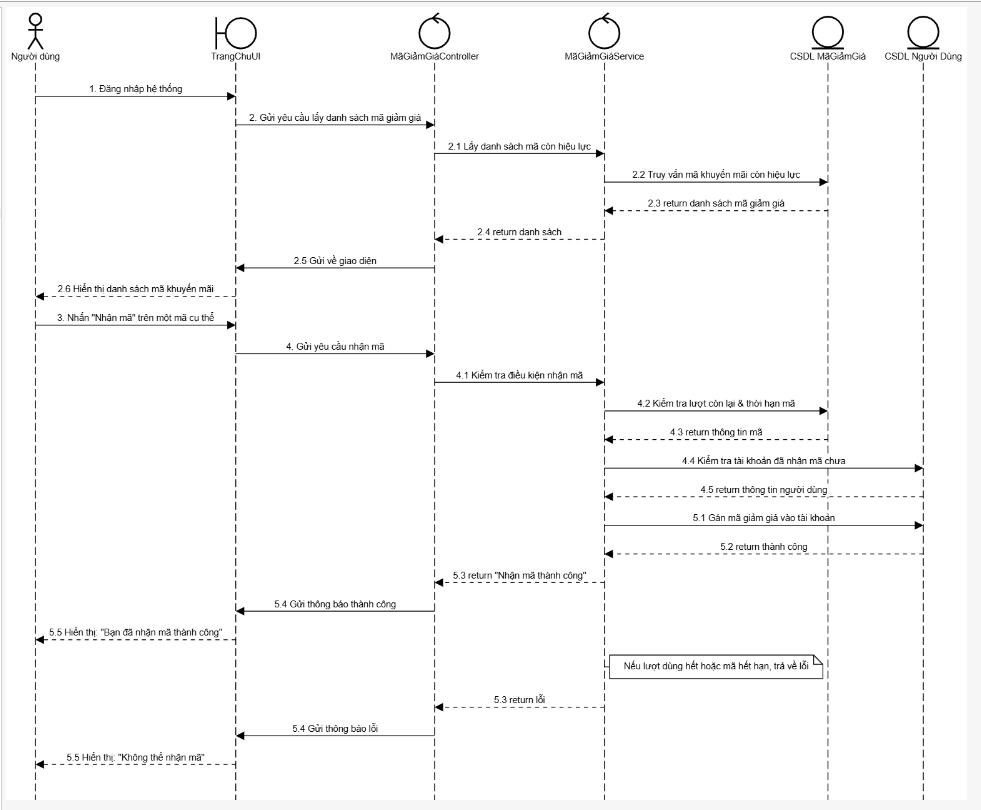 Người dùng
TrangChuUI
MãGiảmGiáController
MãGiảmGiáService
CSDL MãGiảmGiá
CSDL Người Dùng
1. Đăng nhập hệ thống
2. Gửi yêu cầu lấy danh sách mã giảm giá
2.1 Lấy danh sách mã còn hiệu lực
2.2 Truy vấn mã khuyến mãi còn hiệu lực
2.3 return danh sách mã giảm giá
2.4 return danh sách
2.5 Gửi về giao diện
2.6 Hiển thị danh sách mã khuyến mãi
3. Nhấn "Nhận mã" trên một mã cụ thể
4. Gửi yêu cầu nhận mã
4.1 Kiểm tra điều kiện nhận mã
4.2 Kiểm tra lượt còn lại & thời hạn mã
4.3 return thông tin mã
4.4 Kiểm tra tài khoản đã nhận mã chưa
4.5 return thông tin người dùng
5.1 Gán mã giảm giá vào tài khoản
5.2 return thành công
5.3 return "Nhận mã thành công"
5.4 Gửi thông báo thành công
5.5 Hiển thị: "Bạn đã nhận mã thành công"
Nếu lượt dùng hết hoặc mã hết hạn, trả về lỗi
5.3 return lỗi
5.4 Gửi thông báo lỗi
5.5 Hiển thị: "Không thể nhận mã"